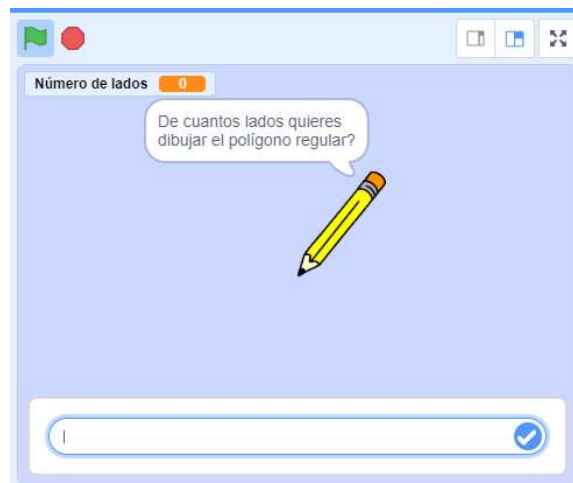 Número de lados 0
De cuantos lados quieres
dibujar el polígono regular?